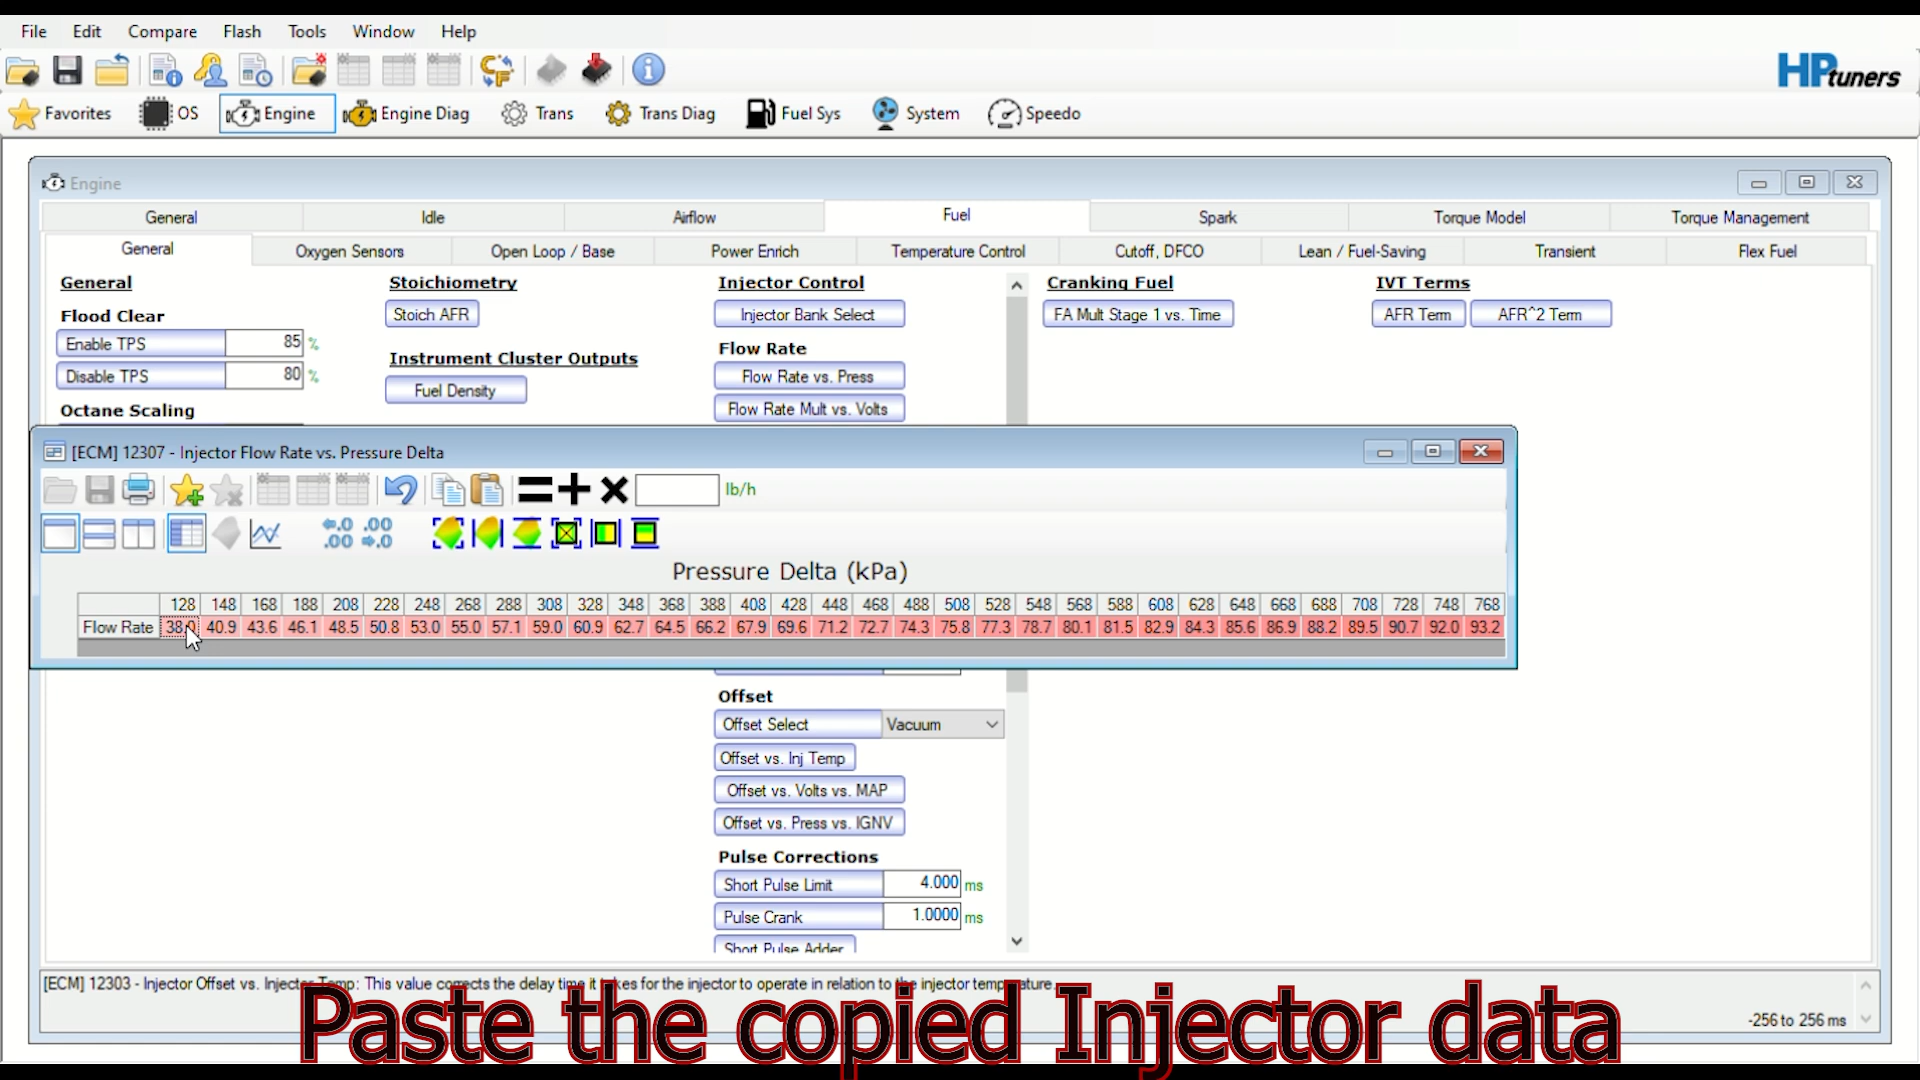 File Edit Compare Flash Tools Window Help
HPtuners
Favorites OS Engine Engine Diag Trans Trans Diag Fuel Sys System Speedo
Engine
General Idle Airflow Fuel Spark Torque Model Torque Management
General Oxygen Sensors Open Loop / Base Power Enrich Temperature Control Cutoff, DFCO Lean / Fuel-Saving Transient Flex Fuel
General Stoichiometry Injector Control Cranking Fuel IVT Terms
Stoich AFR Injector Bank Select FA Mult Stage 1 vs. Time AFR Term AFR^2 Term
Flood Clear
Enable TPS 85 %
Flow Rate
Instrument Cluster Outputs
Disable TPS 80 %
Flow Rate vs. Press
Fuel Density
Octane Scaling
Flow Rate Mult vs. Volts
[ECM] 12307 - Injector Flow Rate vs. Pressure Delta
lb/h
Pressure Delta (kPa)
128 148 168 188 208 228 248 268 288 308 328 348 368 388 408 428 448 468 488 508 528 548 568 588 608 628 648 668 688 708 728 748 768
Flow Rate 38.0 40.9 43.6 46.1 48.5 50.8 53.0 55.0 57.1 59.0 60.9 62.7 64.5 66.2 67.9 69.6 71.2 72.7 74.3 75.8 77.3 78.7 80.1 81.5 82.9 84.3 85.6 86.9 88.2 89.5 90.7 92.0 93.2
Offset
Offset Select Vacuum
Offset vs. Inj Temp
Offset vs. Volts vs. MAP
Offset vs. Press vs. IGNV
Pulse Corrections
Short Pulse Limit 4.000 ms
Pulse Crank 1.0000 ms
Short Pulse Adder
[ECM] 12303 - Injector Offset vs. Injector Temp: This value corrects the delay time it takes for the injector to operate in relation to the injector temperature.
-256 to 256 ms
Paste the copied Injector data